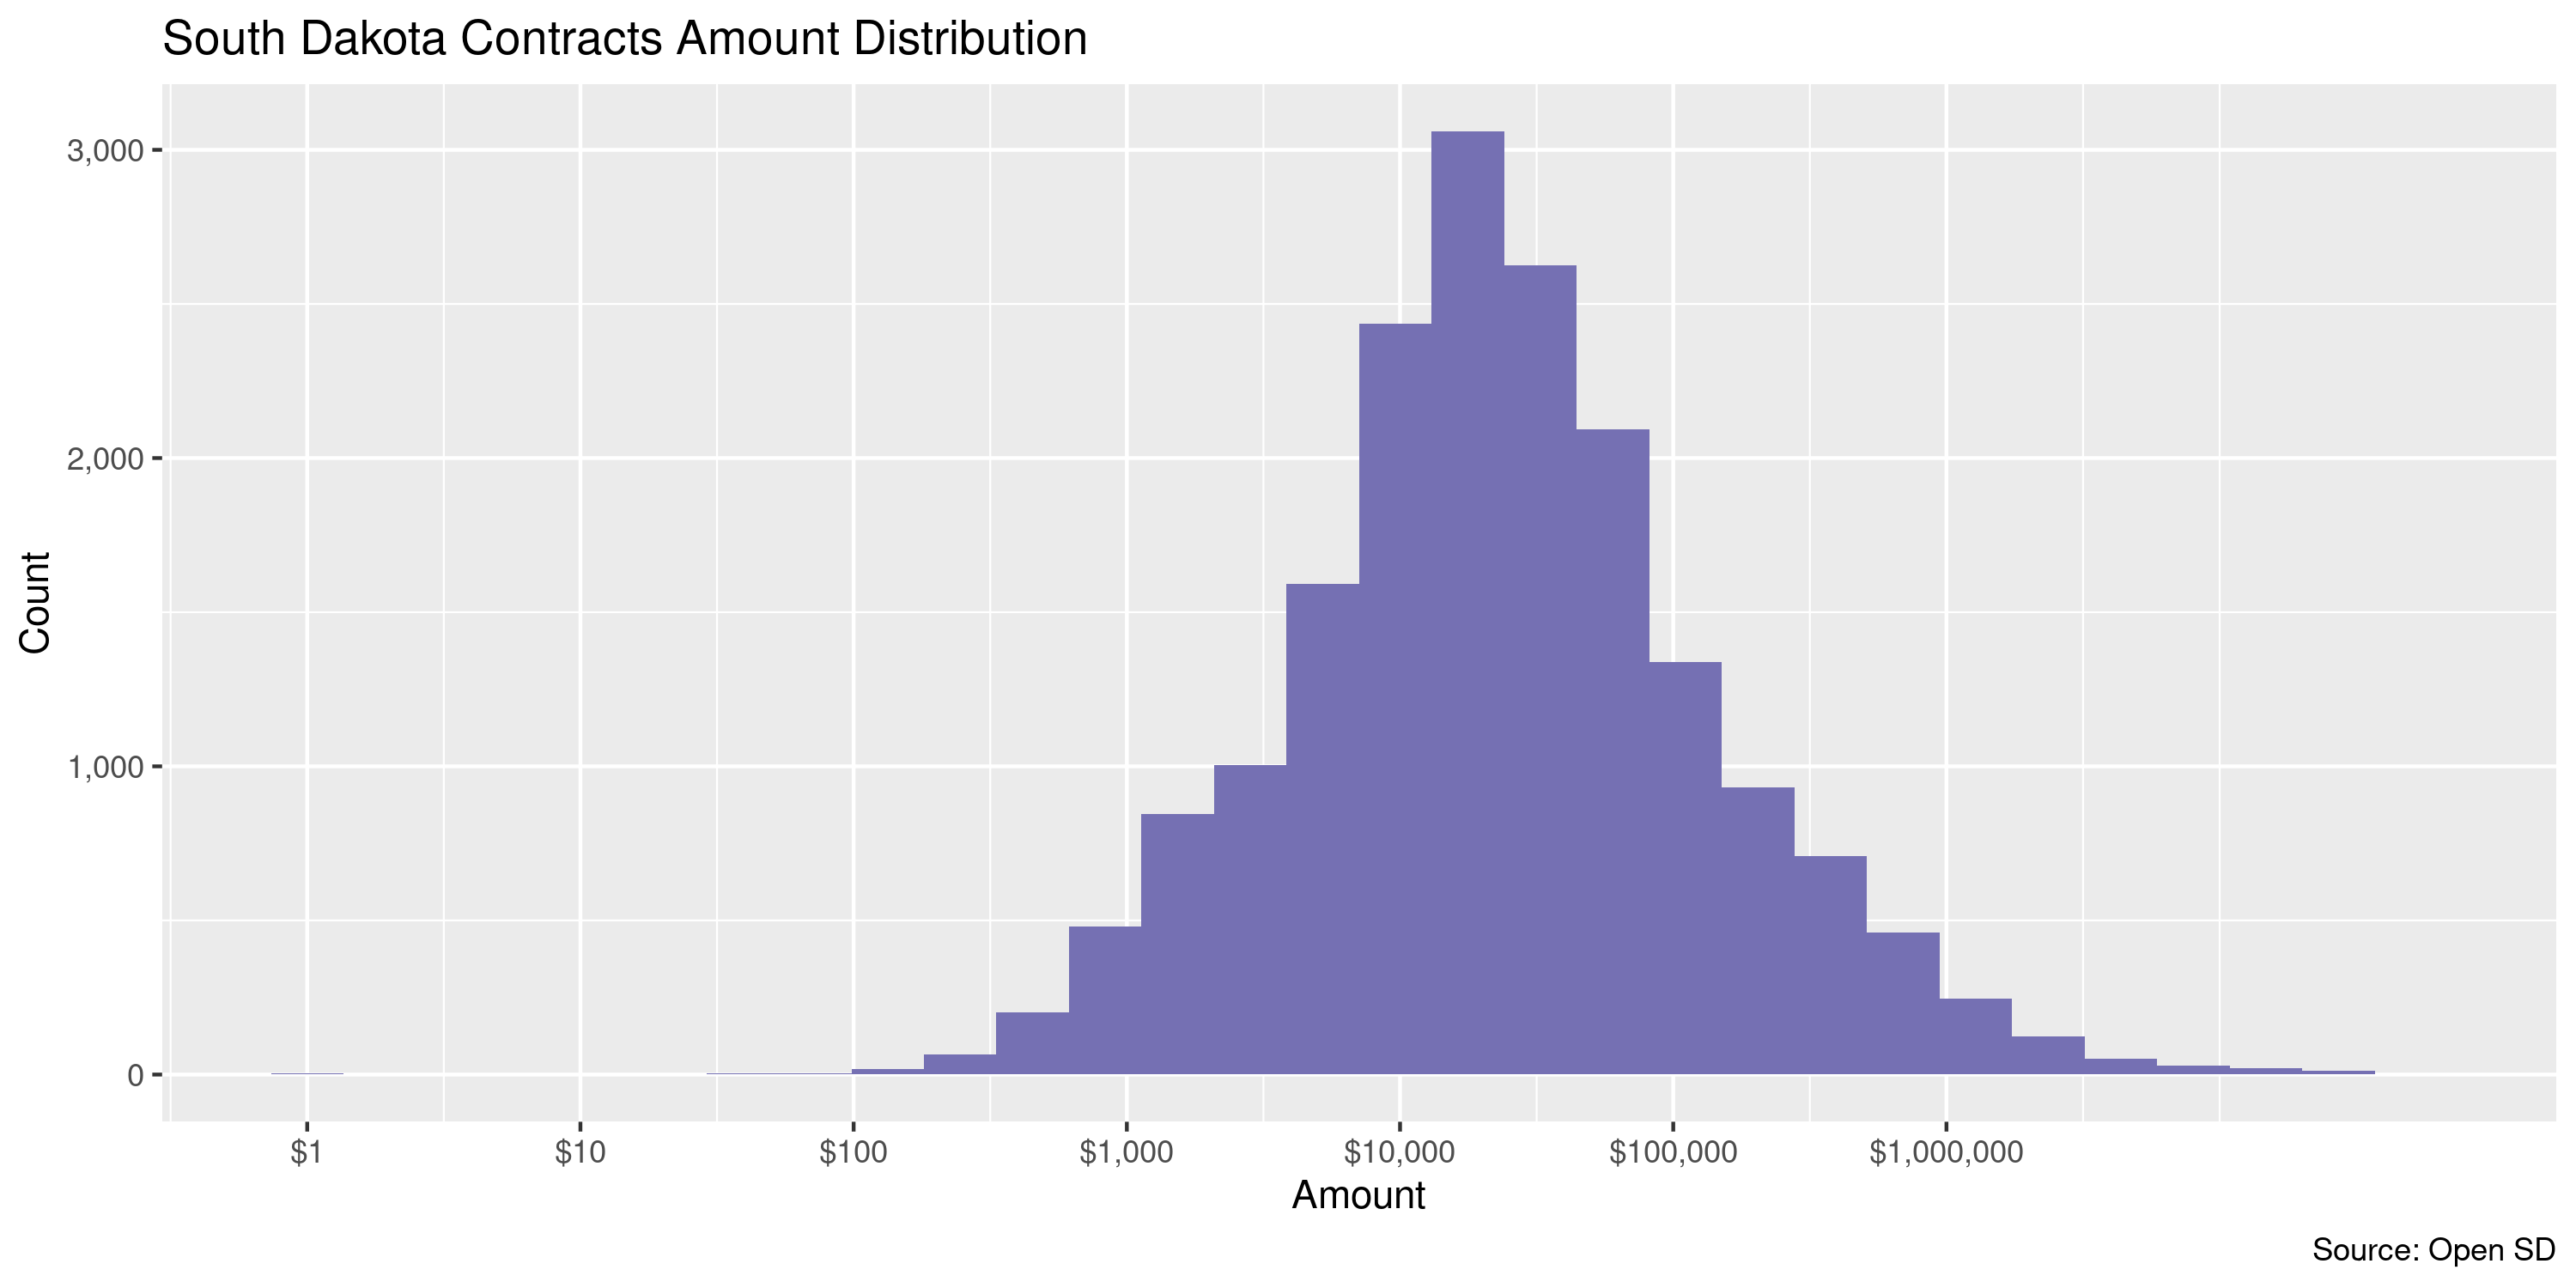 South Dakota Contracts Amount Distribution
3,000
2,000
1,000
0
Count
$1 $10 $100 $1,000 $10,000 $100,000 $1,000,000
Amount
Source: Open SD